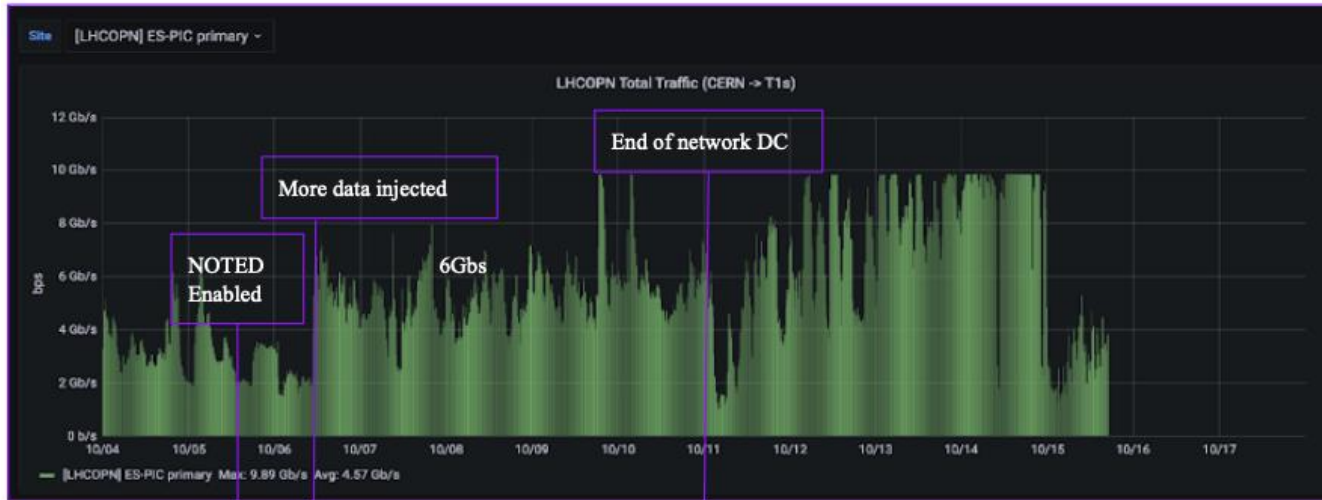 Site [LHCOPN] ES-PIC primary
LHCOPN Total Traffic (CERN -> T1s)
12 Gb/s
10 Gb/s
8 Gb/s
6 Gb/s
4 Gb/s
2 Gb/s
0 b/s
bps
End of network DC
More data injected
NOTED
Enabled
6Gbs
10/04 10/05 10/06 10/07 10/08 10/09 10/10 10/11 10/12 10/13 10/14 10/15 10/16 10/17
[LHCOPN] ES-PIC primary Max: 9.89 Gb/s Avg: 4.57 Gb/s